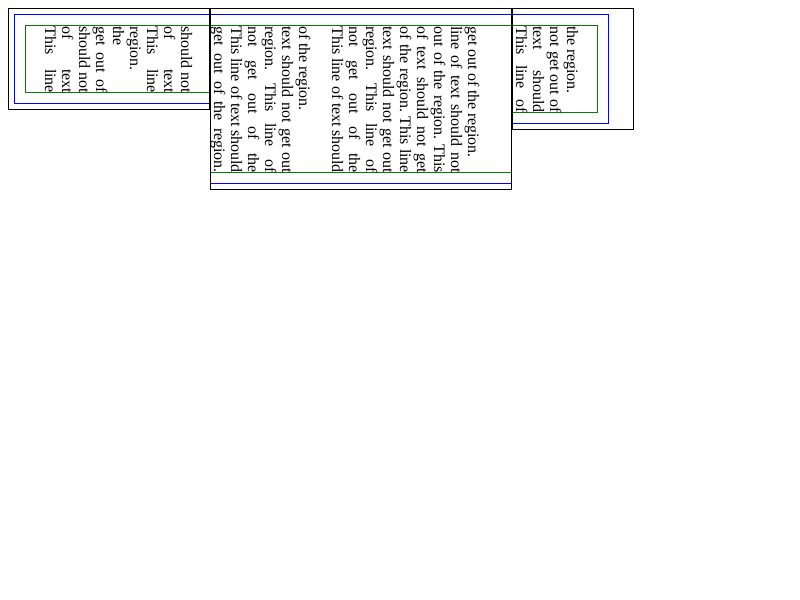 This line
of text
should not
get out of
the
region.
This line
of text
should not
get out of the region.
This line of text should
not get out of the
region. This line of
text should not get out
of the region.
This line of text should
not get out of the
region. This line of
text should not get out
of the region. This line
of text should not get
out of the region. This
line of text should not
get out of the region.
This line of
text should
not get out of
the region.